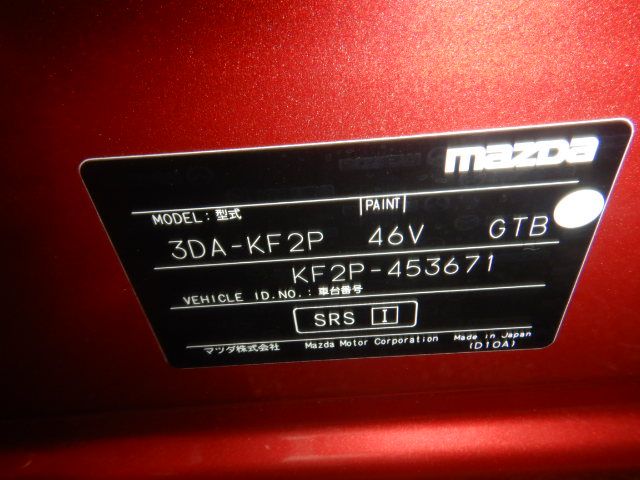 mazda
MODEL: 型式 PAINT
3DA-KF2P 46V GTB
KF2P-453671
VEHICLE ID.NO.: 車台番号
SRS I
マツダ株式会社 Mazda Motor Corporation Made in Japan
(D10A)